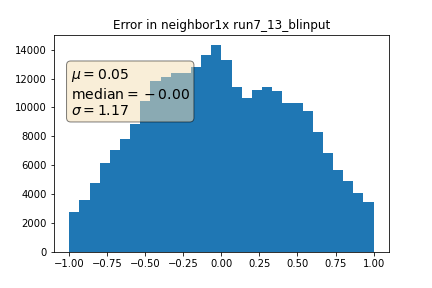 Error in neighbor1x run7_13_blinput
14000
12000
10000
8000
6000
4000
2000
0
μ = 0.05
median = −0.00
σ = 1.17
−1.00 −0.75 −0.50 −0.25 0.00 0.25 0.50 0.75 1.00